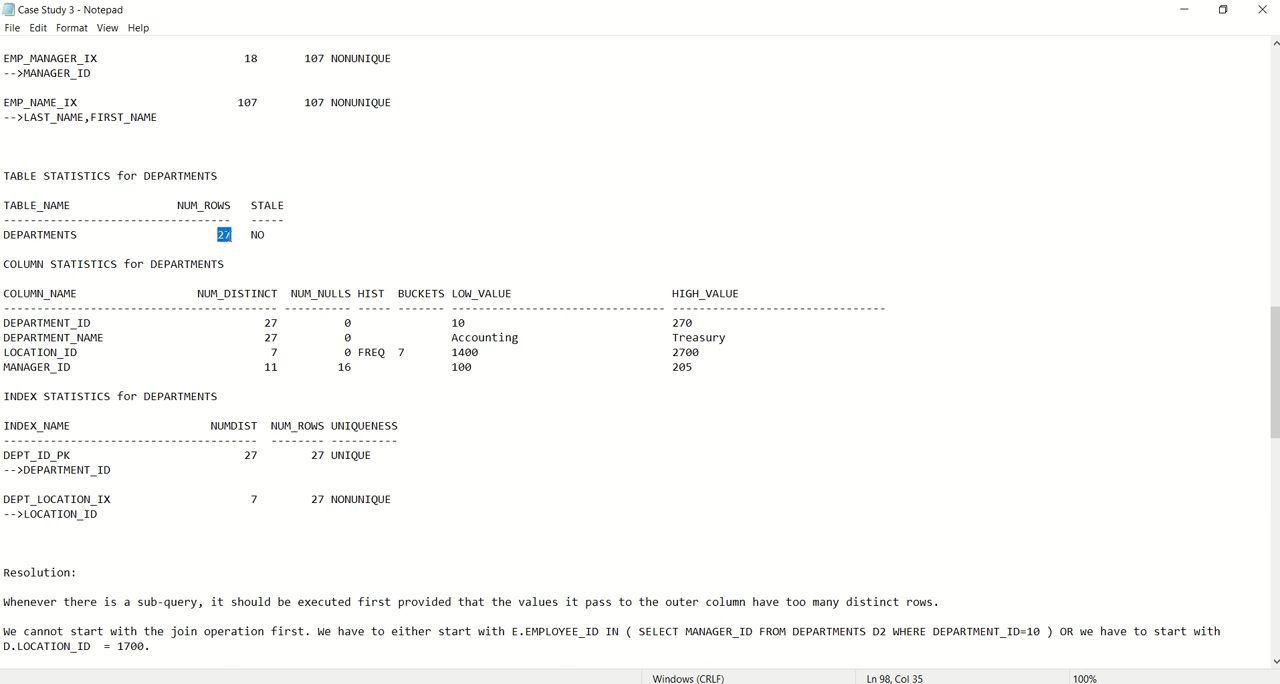 Case Study 3 - Notepad
File Edit Format View Help
EMP_MANAGER_IX 18 107 NONUNIQUE
-->MANAGER_ID
EMP_NAME_IX 107 107 NONUNIQUE
-->LAST_NAME,FIRST_NAME
TABLE STATISTICS for DEPARTMENTS
TABLE_NAME NUM_ROWS STALE
---------------------------------- -----
DEPARTMENTS 27 NO
COLUMN STATISTICS for DEPARTMENTS
COLUMN_NAME NUM_DISTINCT NUM_NULLS HIST BUCKETS LOW_VALUE HIGH_VALUE
----------------------------------------- ---------- ----- ------- -------------------------------- --------------------------------
DEPARTMENT_ID 27 0 10 270
DEPARTMENT_NAME 27 0 Accounting Treasury
LOCATION_ID 7 0 FREQ 7 1400 2700
MANAGER_ID 11 16 100 205
INDEX STATISTICS for DEPARTMENTS
INDEX_NAME NUMDIST NUM_ROWS UNIQUENESS
-------------------------------------- -------- ----------
DEPT_ID_PK 27 27 UNIQUE
-->DEPARTMENT_ID
DEPT_LOCATION_IX 7 27 NONUNIQUE
-->LOCATION_ID
Resolution:
Whenever there is a sub-query, it should be executed first provided that the values it pass to the outer column have too many distinct rows.
We cannot start with the join operation first. We have to either start with E.EMPLOYEE_ID IN ( SELECT MANAGER_ID FROM DEPARTMENTS D2 WHERE DEPARTMENT_ID=10 ) OR we have to start with
D.LOCATION_ID = 1700.
Windows (CRLF) Ln 98, Col 35 100%